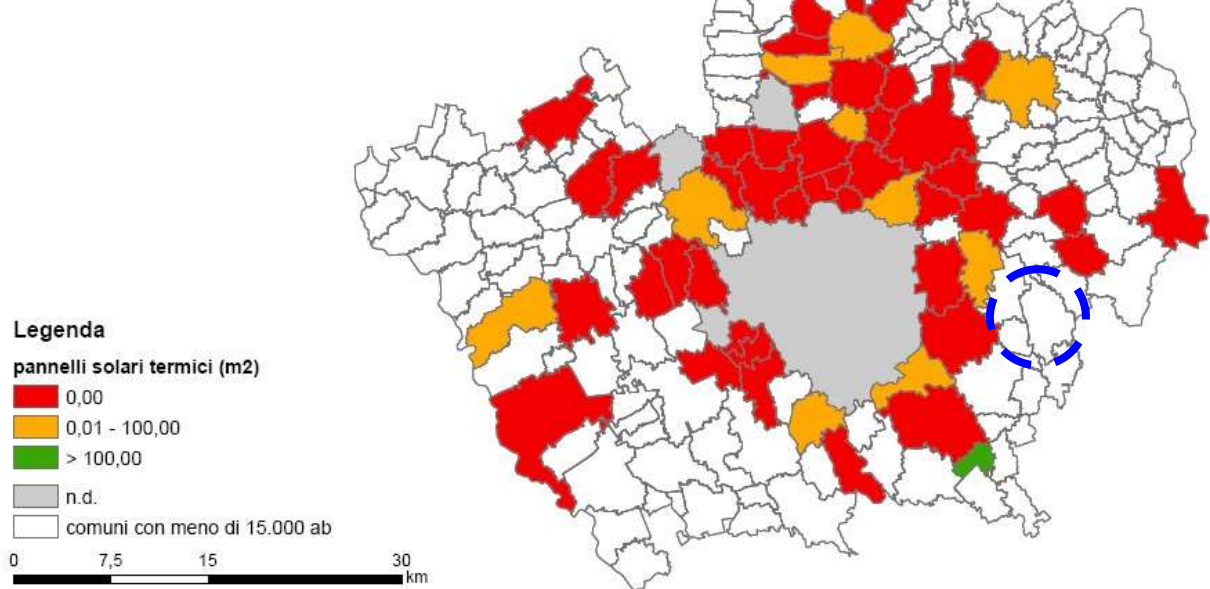 Legenda
pannelli solari termici (m2)
0,00
0,01 - 100,00
> 100,00
n.d.
comuni con meno di 15.000 ab
0 7,5 15 30
km